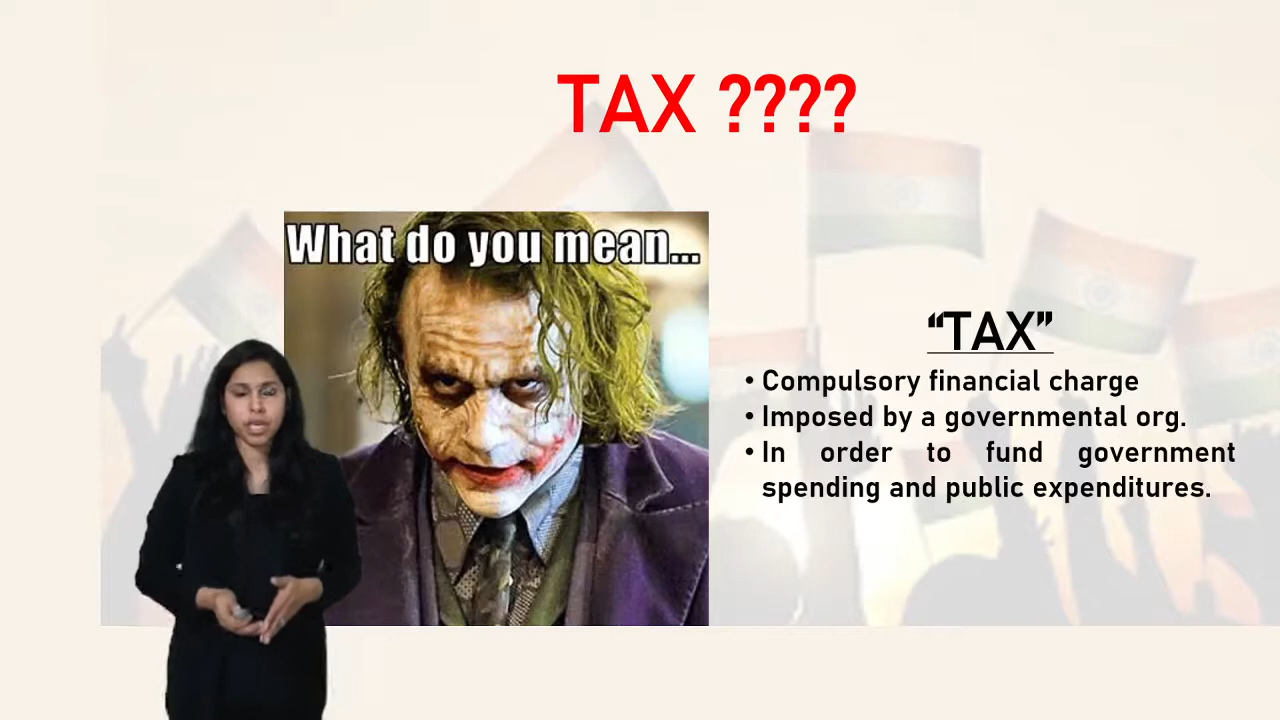 TAX ????
What do you mean...
“TAX”
• Compulsory financial charge
• Imposed by a governmental org.
• In order to fund government
spending and public expenditures.